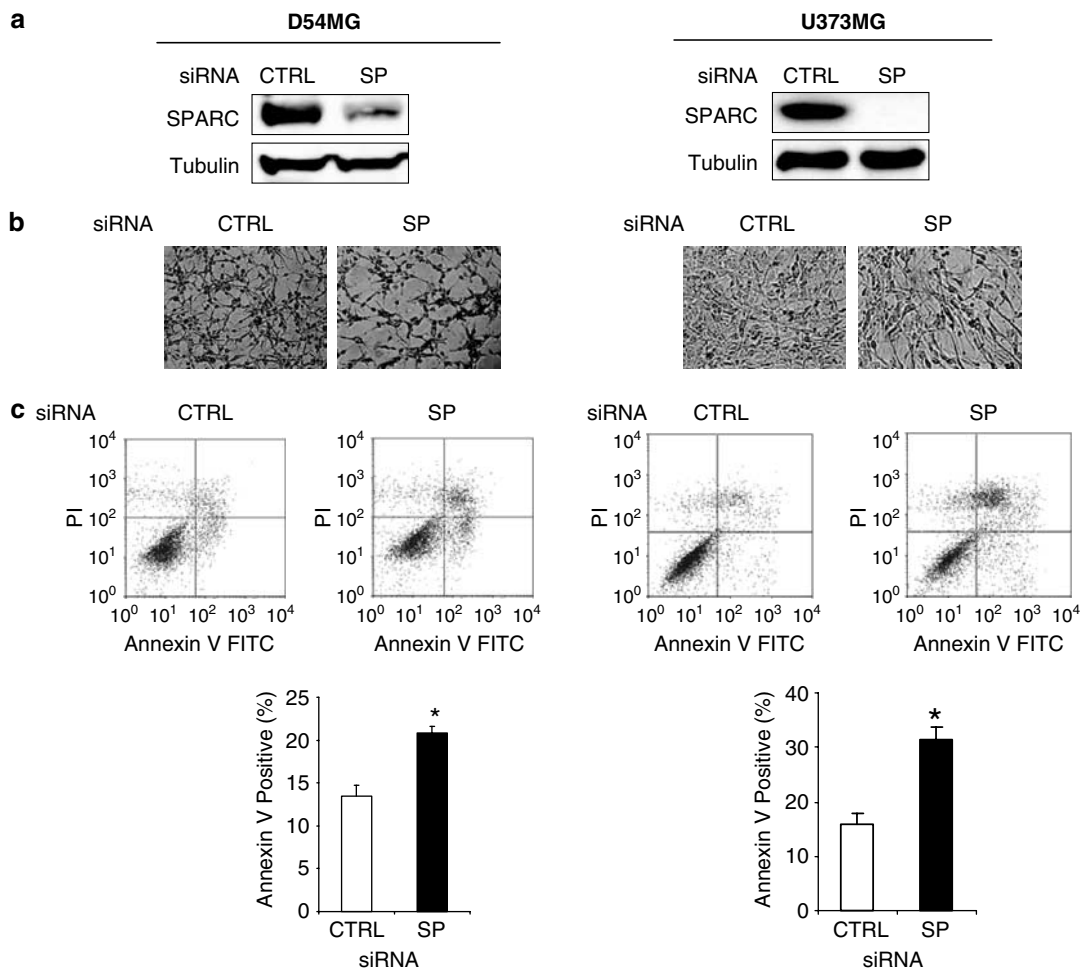 a
D54MG
U373MG
siRNA CTRL SP
siRNA CTRL SP
SPARC
SPARC
Tubulin
Tubulin
b
siRNA CTRL SP
siRNA CTRL SP
c
siRNA CTRL SP
siRNA CTRL SP
PI
10⁴
10³
10²
10¹
10⁰
10⁰ 10¹ 10² 10³ 10⁴
Annexin V FITC
PI
10⁴
10³
10²
10¹
10⁰
10⁰ 10¹ 10² 10³ 10⁴
Annexin V FITC
PI
10⁴
10³
10²
10¹
10⁰
10⁰ 10¹ 10² 10³ 10⁴
Annexin V FITC
PI
10⁴
10³
10²
10¹
10⁰
10⁰ 10¹ 10² 10³ 10⁴
Annexin V FITC
Annexin V Positive (%)
25
20
15
10
5
0
*
CTRL SP
siRNA
Annexin V Positive (%)
40
30
20
10
0
*
CTRL SP
siRNA